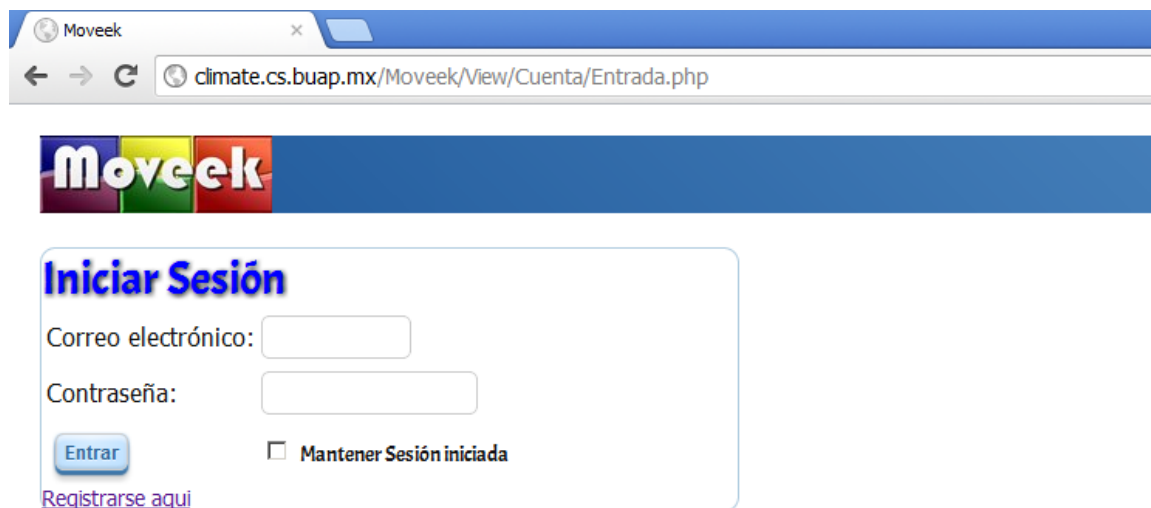 Moveek
climate.cs.buap.mx/Moveek/View/Cuenta/Entrada.php
Moveek
Iniciar Sesión
Correo electrónico:
Contraseña:
Entrar Mantener Sesión iniciada
Registrarse aqui